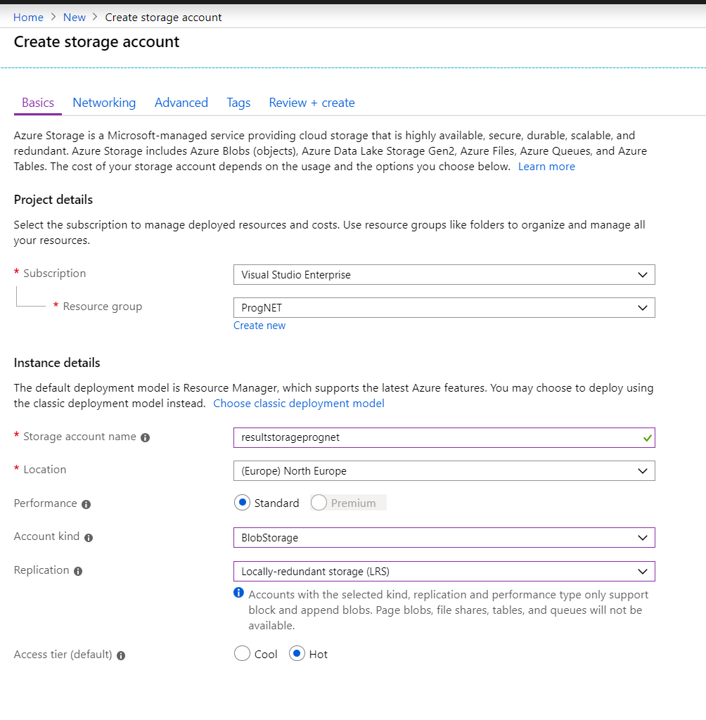 Home > New > Create storage account
Create storage account
Basics Networking Advanced Tags Review + create
Azure Storage is a Microsoft-managed service providing cloud storage that is highly available, secure, durable, scalable, and
redundant. Azure Storage includes Azure Blobs (objects), Azure Data Lake Storage Gen2, Azure Files, Azure Queues, and Azure
Tables. The cost of your storage account depends on the usage and the options you choose below. Learn more
Project details
Select the subscription to manage deployed resources and costs. Use resource groups like folders to organize and manage all
your resources.
* Subscription Visual Studio Enterprise
* Resource group ProgNET
Create new
Instance details
The default deployment model is Resource Manager, which supports the latest Azure features. You may choose to deploy using
the classic deployment model instead. Choose classic deployment model
* Storage account name resultstorageprognet
* Location (Europe) North Europe
Performance Standard Premium
Account kind BlobStorage
Replication Locally-redundant storage (LRS)
Accounts with the selected kind, replication and performance type only support
block and append blobs. Page blobs, file shares, tables, and queues will not be
available.
Access tier (default) Cool Hot